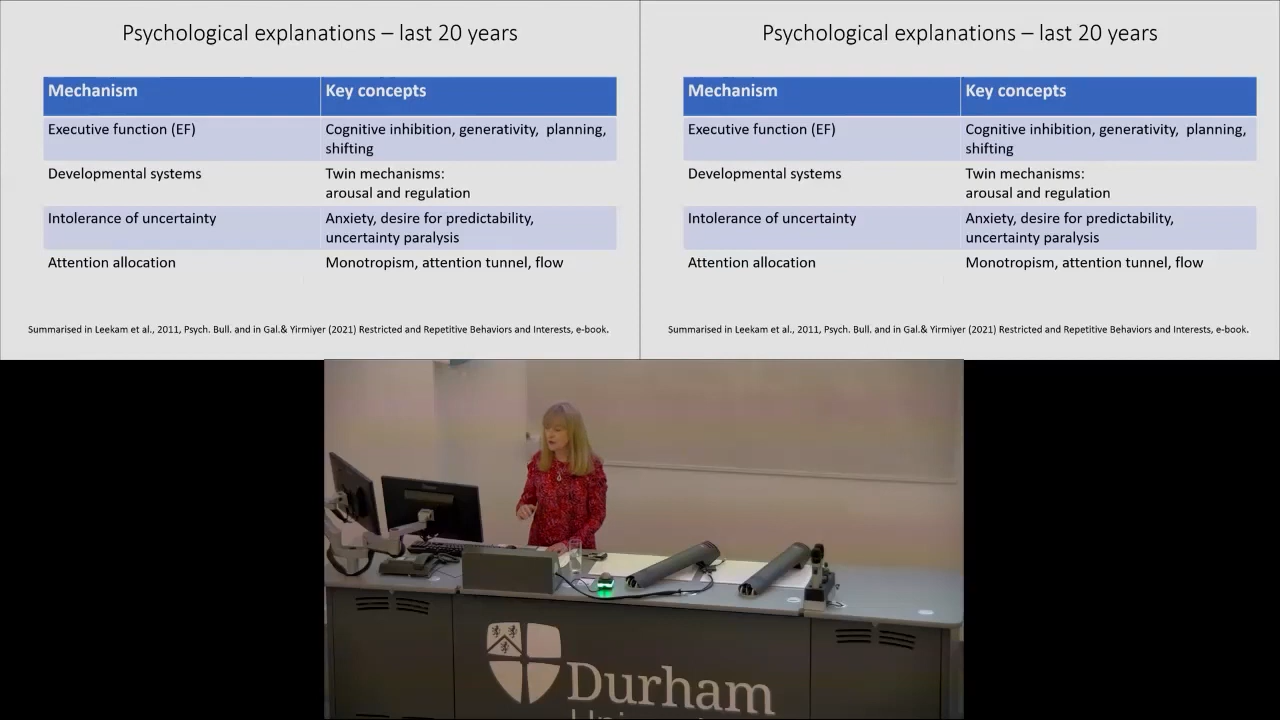 Psychological explanations – last 20 years
Mechanism
Key concepts
Executive function (EF)
Cognitive inhibition, generativity, planning,
shifting
Developmental systems
Twin mechanisms:
arousal and regulation
Intolerance of uncertainty
Anxiety, desire for predictability,
uncertainty paralysis
Attention allocation
Monotropism, attention tunnel, flow
Summarised in Leekam et al., 2011, Psych. Bull. and in Gal.& Yirmiyer (2021) Restricted and Repetitive Behaviors and Interests, e-book.
Psychological explanations – last 20 years
Mechanism
Key concepts
Executive function (EF)
Cognitive inhibition, generativity, planning,
shifting
Developmental systems
Twin mechanisms:
arousal and regulation
Intolerance of uncertainty
Anxiety, desire for predictability,
uncertainty paralysis
Attention allocation
Monotropism, attention tunnel, flow
Summarised in Leekam et al., 2011, Psych. Bull. and in Gal.& Yirmiyer (2021) Restricted and Repetitive Behaviors and Interests, e-book.
Durham